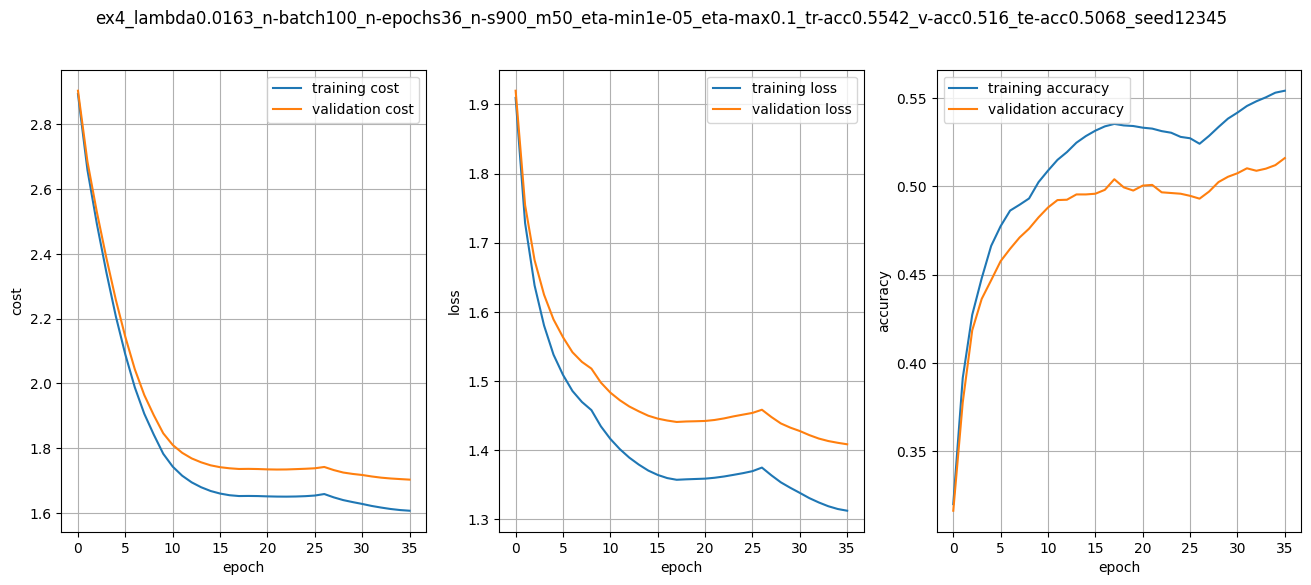 ex4_lambda0.0163_n-batch100_n-epochs36_n-s900_m50_eta-min1e-05_eta-max0.1_tr-acc0.5542_v-acc0.516_te-acc0.5068_seed12345
training cost
validation cost
2.8
2.6
2.4
2.2
2.0
1.8
1.6
cost
0 5 10 15 20 25 30 35
epoch
training loss
validation loss
1.9
1.8
1.7
1.6
1.5
1.4
1.3
loss
0 5 10 15 20 25 30 35
epoch
training accuracy
validation accuracy
0.55
0.50
0.45
0.40
0.35
accuracy
0 5 10 15 20 25 30 35
epoch